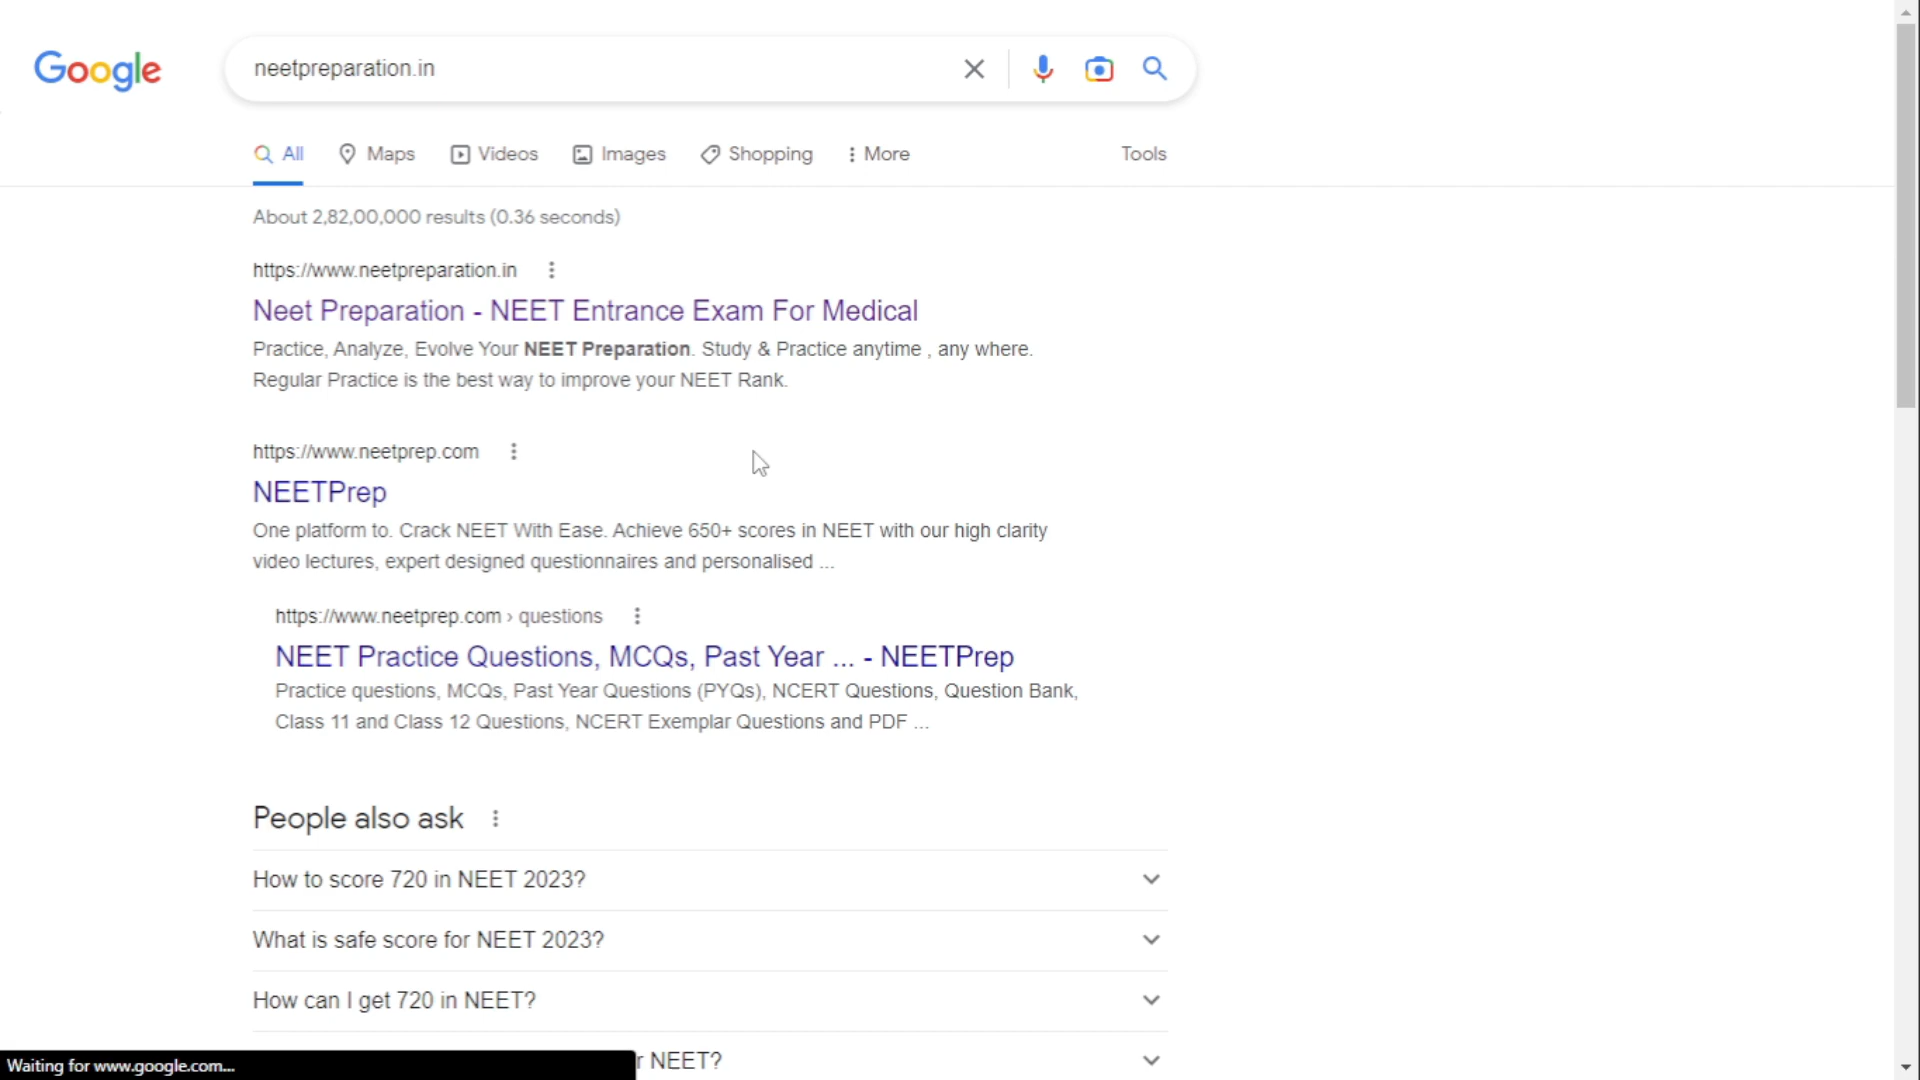 Google
neetpreparation.in
All Maps Videos Images Shopping More Tools
About 2,82,00,000 results (0.36 seconds)
https://www.neetpreparation.in
Neet Preparation - NEET Entrance Exam For Medical
Practice, Analyze, Evolve Your NEET Preparation. Study & Practice anytime , any where.
Regular Practice is the best way to improve your NEET Rank.
https://www.neetprep.com
NEETPrep
One platform to. Crack NEET With Ease. Achieve 650+ scores in NEET with our high clarity
video lectures, expert designed questionnaires and personalised ...
https://www.neetprep.com › questions
NEET Practice Questions, MCQs, Past Year ... - NEETPrep
Practice questions, MCQs, Past Year Questions (PYQs), NCERT Questions, Question Bank,
Class 11 and Class 12 Questions, NCERT Exemplar Questions and PDF ...
People also ask
How to score 720 in NEET 2023?
What is safe score for NEET 2023?
How can I get 720 in NEET?
NEET?
Waiting for www.google.com...